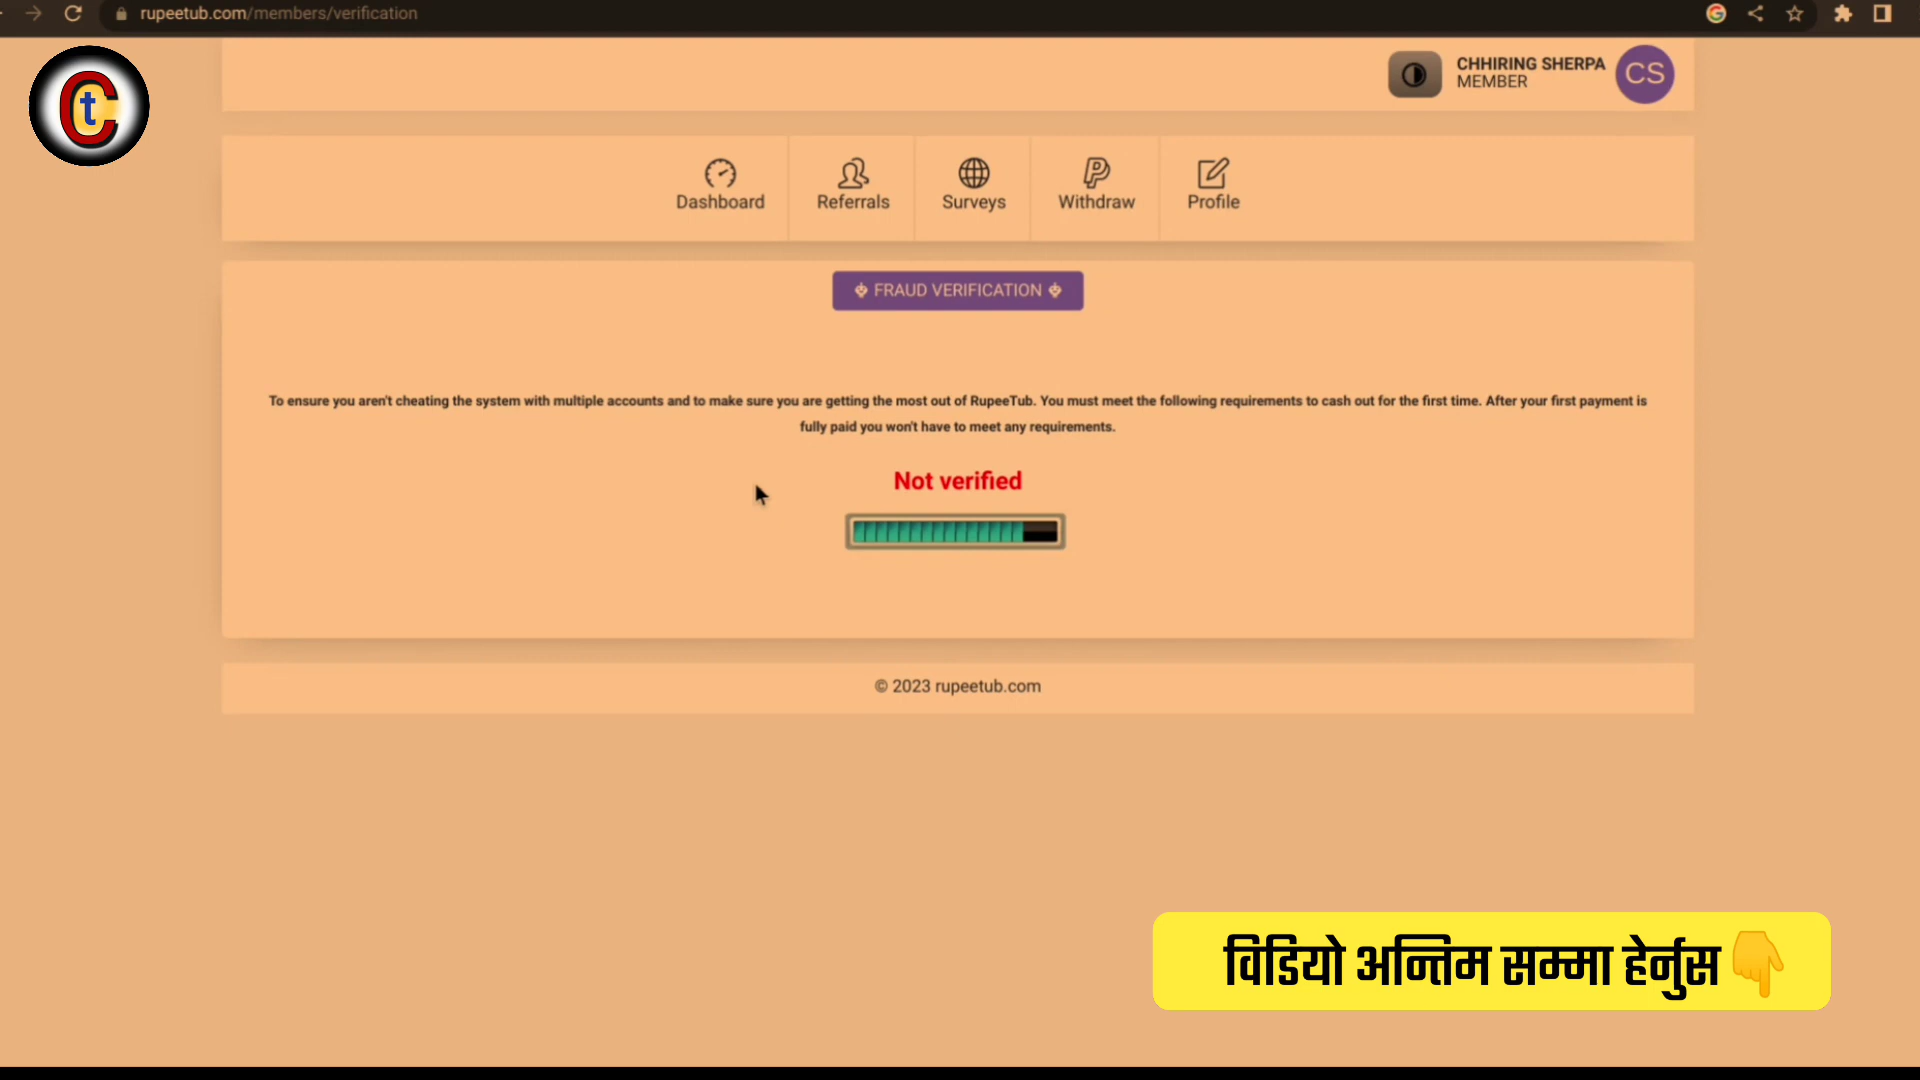 rupeetub.com/members/verification
Ct
CHHIRING SHERPA
MEMBER
CS
Dashboard
Referrals
Surveys
Withdraw
Profile
FRAUD VERIFICATION
To ensure you aren't cheating the system with multiple accounts and to make sure you are getting the most out of RupeeTub. You must meet the following requirements to cash out for the first time. After your first payment is
fully paid you won't have to meet any requirements.
Not verified
© 2023 rupeetub.com
विडियो अन्तिम सम्मा हेर्नुस